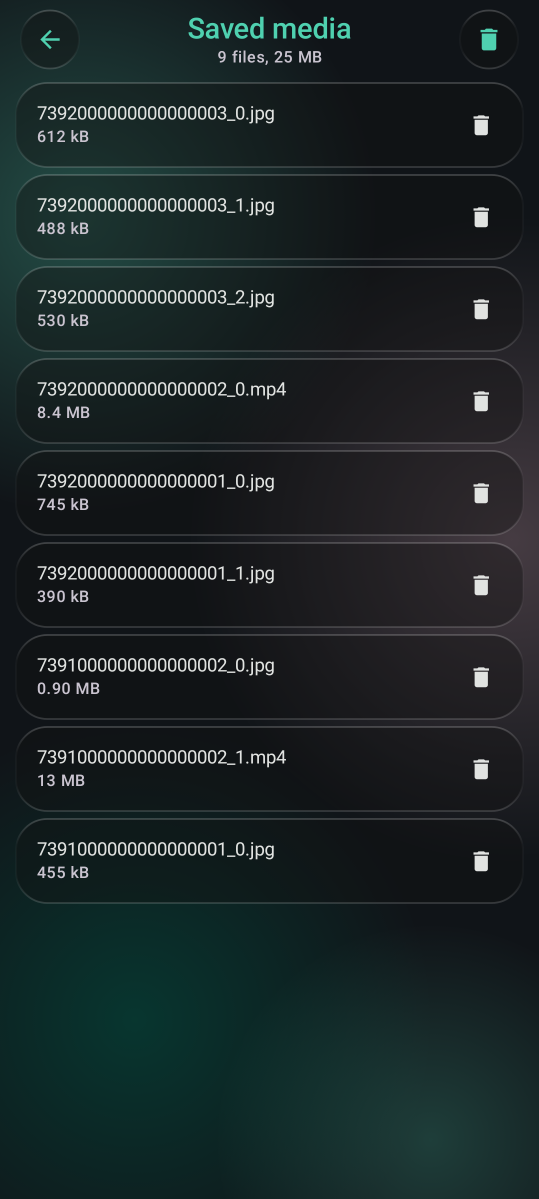 Saved media
9 files, 25 MB
7392000000000000003_0.jpg
612 kB
7392000000000000003_1.jpg
488 kB
7392000000000000003_2.jpg
530 kB
7392000000000000002_0.mp4
8.4 MB
7392000000000000001_0.jpg
745 kB
7392000000000000001_1.jpg
390 kB
7391000000000000002_0.jpg
0.90 MB
7391000000000000002_1.mp4
13 MB
7391000000000000001_0.jpg
455 kB